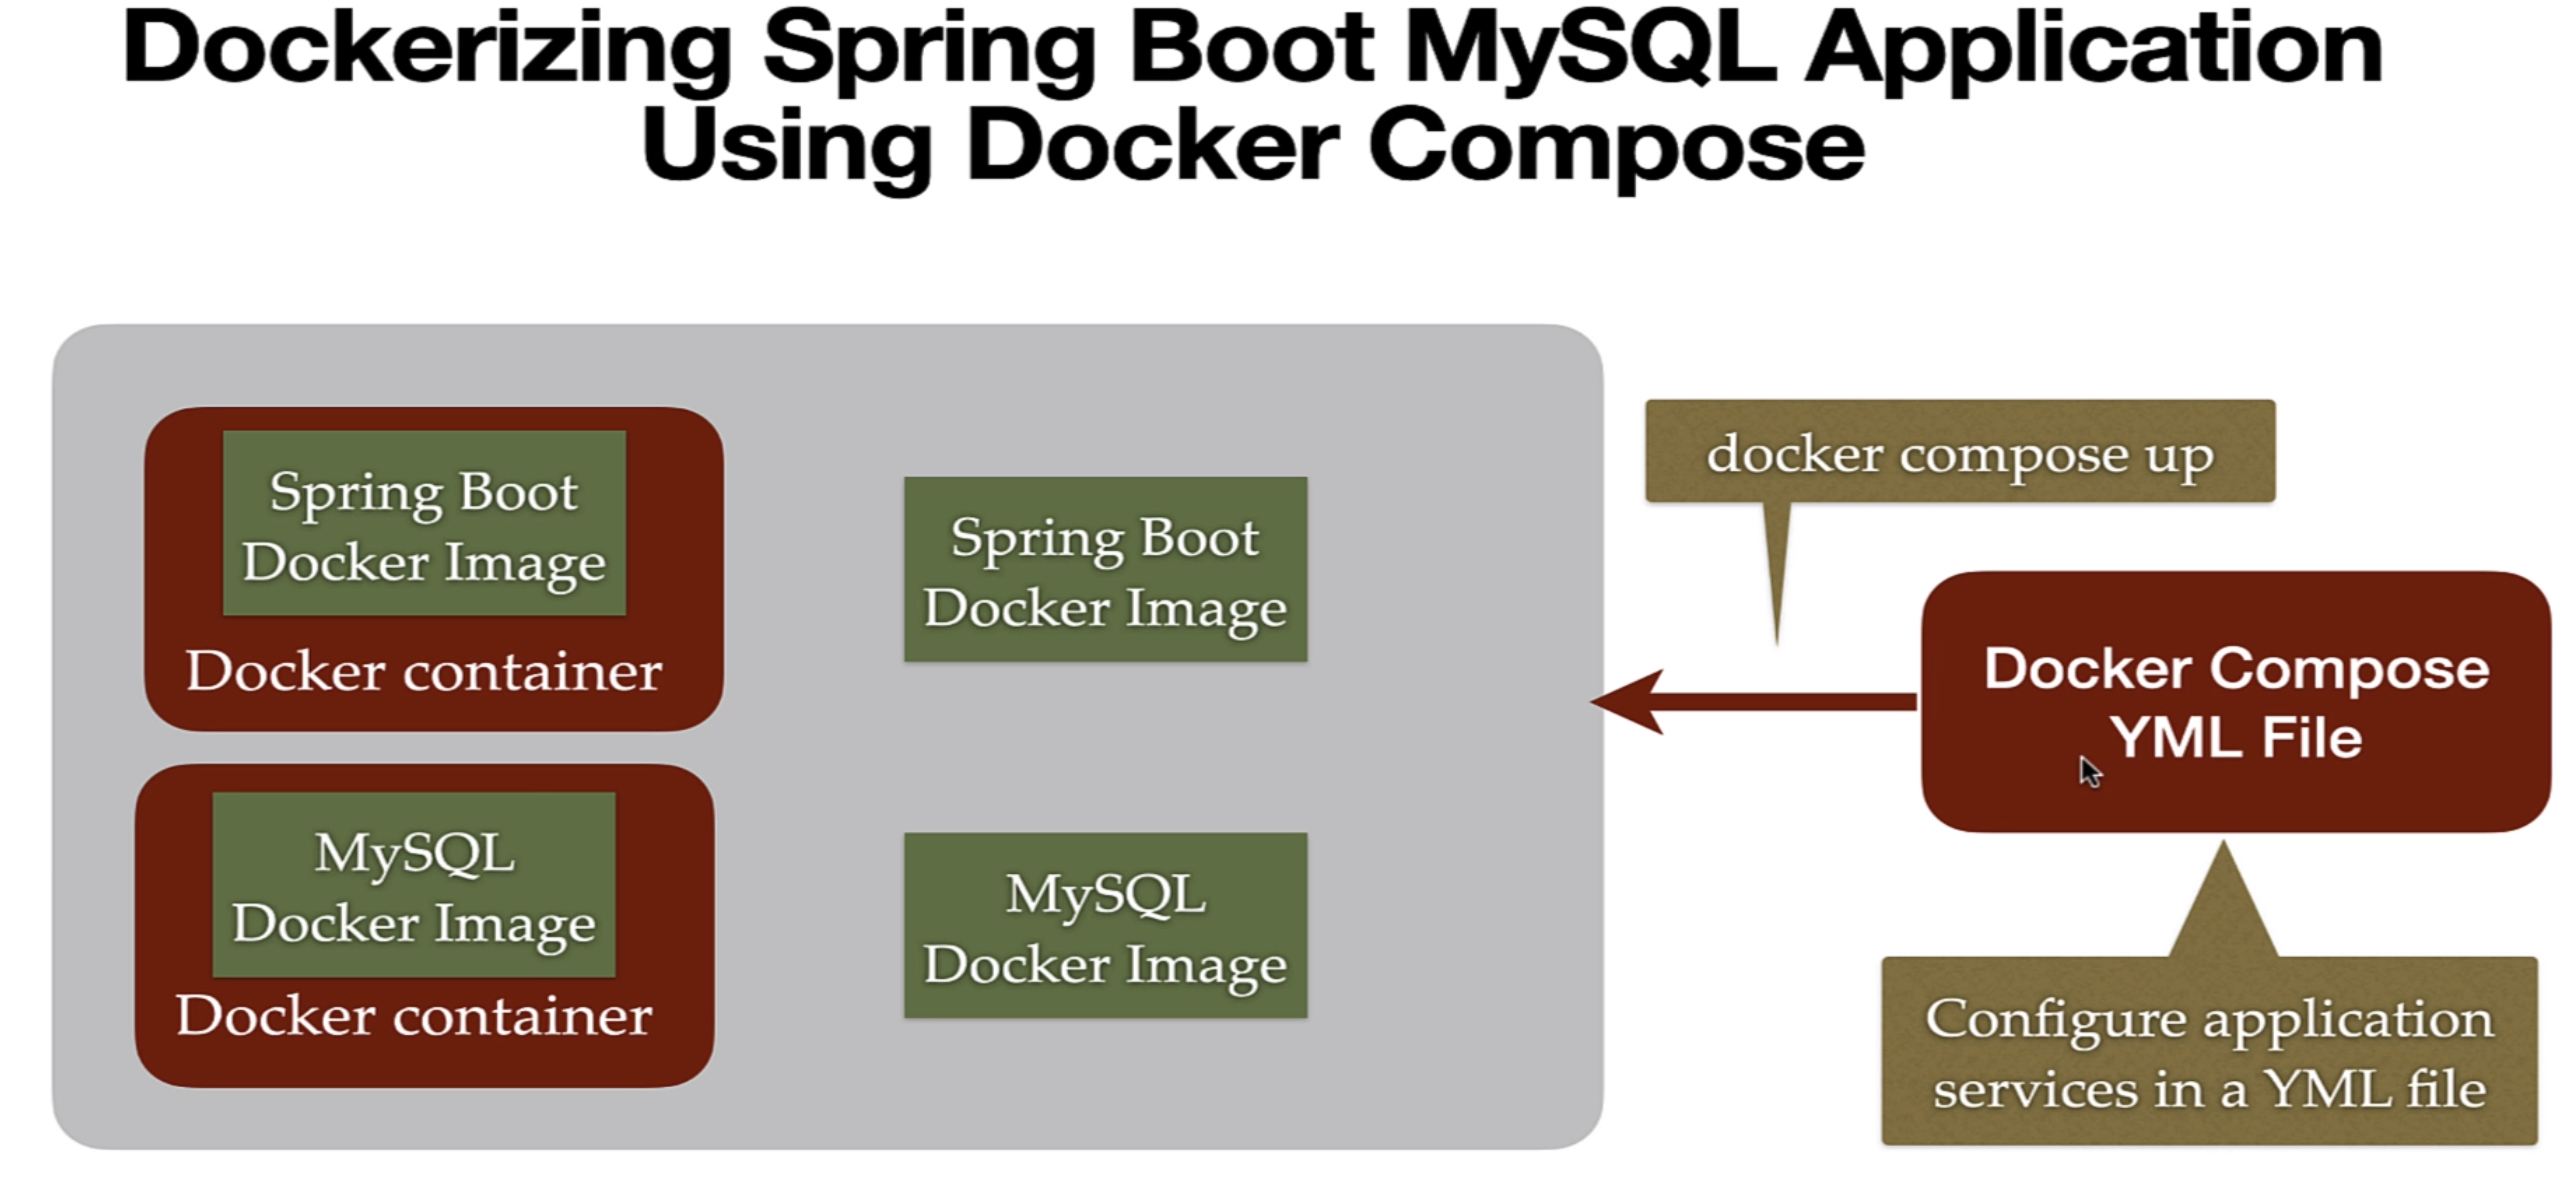 Dockerizing Spring Boot MySQL Application
Using Docker Compose
Spring Boot
Docker Image
Docker container
Spring Boot
Docker Image
MySQL
Docker Image
Docker container
MySQL
Docker Image
docker compose up
Docker Compose
YML File
Configure application
services in a YML file